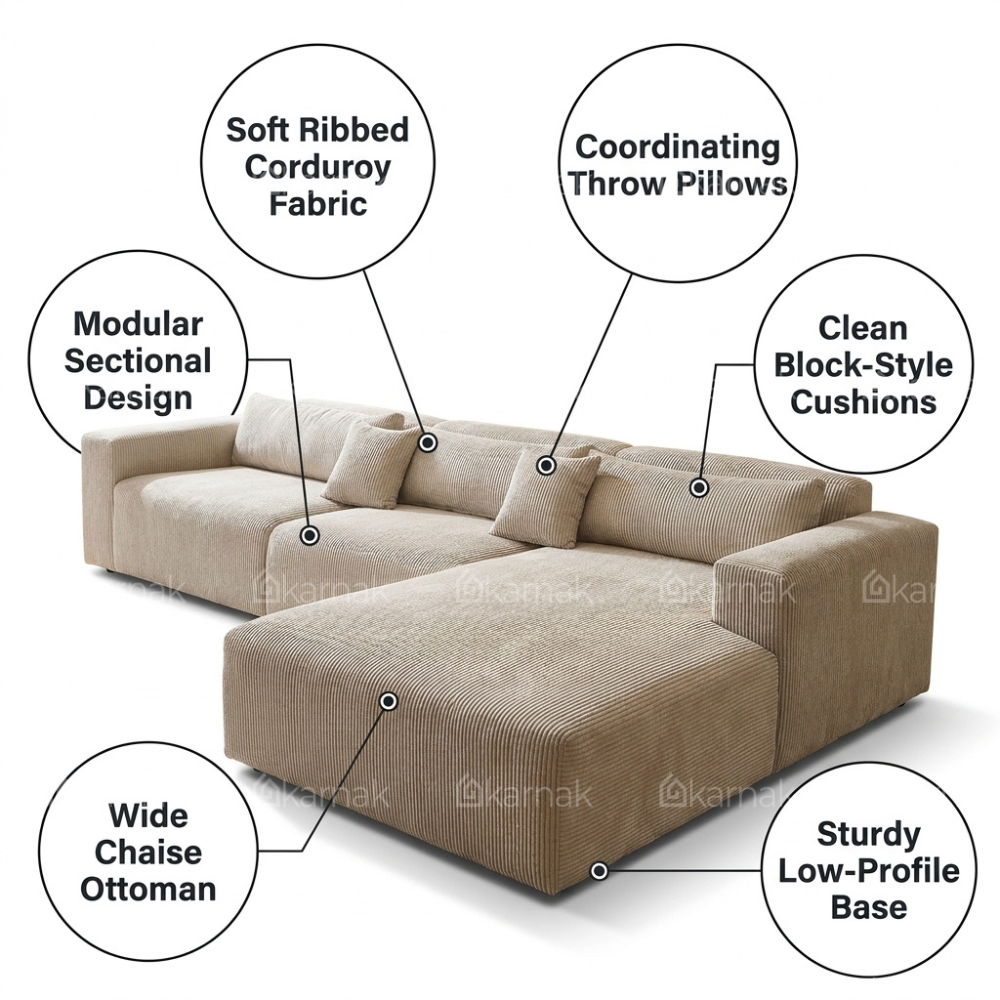 Soft Ribbed
Corduroy
Fabric
Coordinating
Throw Pillows
Modular
Sectional
Design
Clean
Block-Style
Cushions
karnak
karnak
karnak
karnak
kar
Wide
Chaise
Ottoman
karnak
karnak
karnak
Sturdy
Low-Profile
Base